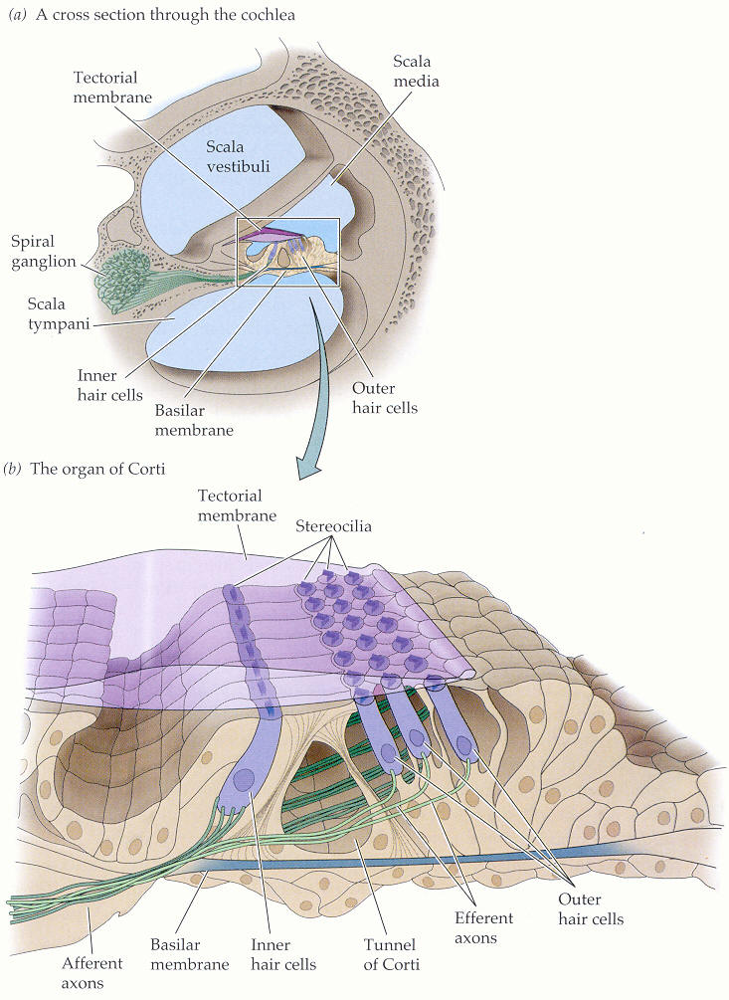 (a) A cross section through the cochlea
Scala
media
Tectorial
membrane
Scala
vestibuli
Spiral
ganglion
Scala
tympani
Inner
hair cells
Basilar
membrane
Outer
hair cells
(b) The organ of Corti
Tectorial
membrane
Stereocilia
Outer
hair cells
Efferent
axons
Tunnel
of Corti
Inner
hair cells
Basilar
membrane
Afferent
axons